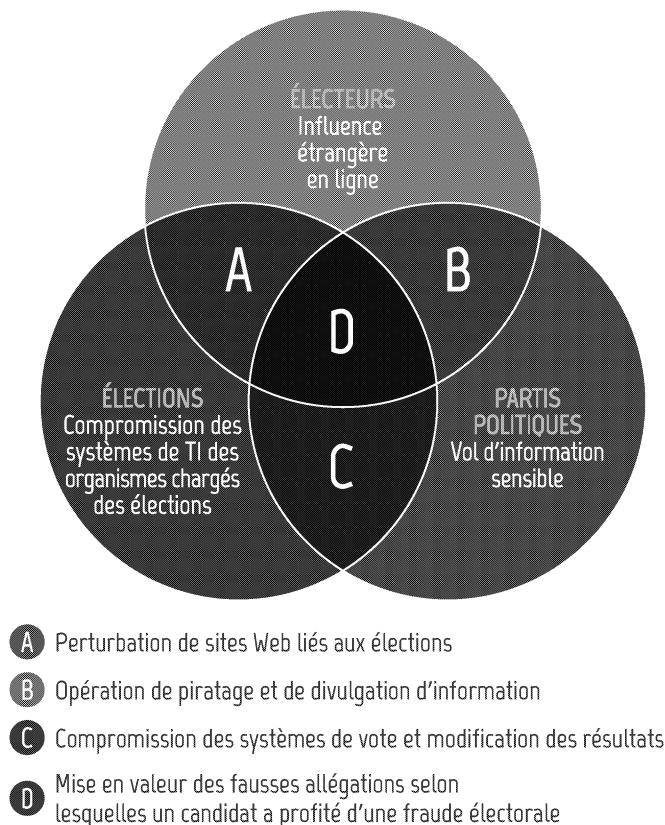 ÉLECTEURS
Influence
étrangère
en ligne
A
B
D
ÉLECTIONS
Compromission des
systèmes de TI des
organismes chargés
des élections
PARTIS
POLITIQUES
Vol d'information
sensible
C
A Perturbation de sites Web liés aux élections
B Opération de piratage et de divulgation d'information
C Compromission des systèmes de vote et modification des résultats
D Mise en valeur des fausses allégations selon
lesquelles un candidat a profité d'une fraude électorale